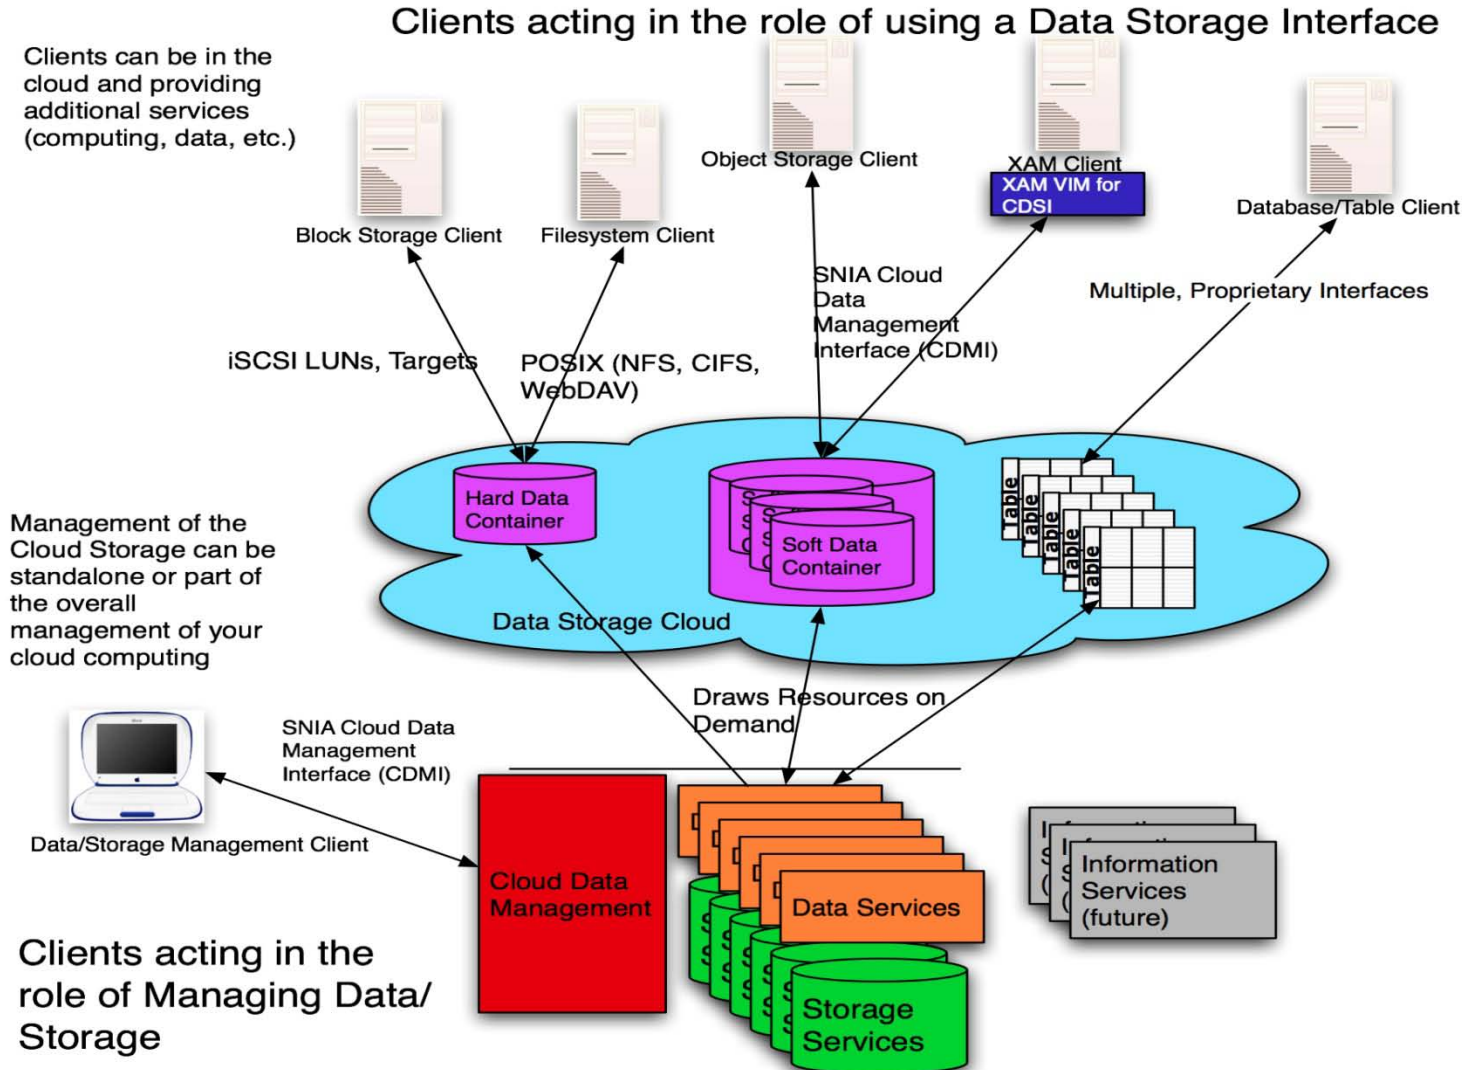 Clients acting in the role of using a Data Storage Interface
Clients can be in the
cloud and providing
additional services
(computing, data, etc.)
Block Storage Client
Filesystem Client
Object Storage Client
XAM Client
XAM VIM for
CDSI
Database/Table Client
iSCSI LUNs, Targets
POSIX (NFS, CIFS,
WebDAV)
SNIA Cloud
Data
Management
Interface (CDMI)
Multiple, Proprietary Interfaces
Hard Data
Container
Soft Data
Container
Table
Table
Table
Table
Table
Data Storage Cloud
Management of the
Cloud Storage can be
standalone or part of
the overall
management of your
cloud computing
Draws Resources on
Demand
SNIA Cloud Data
Management
Interface (CDMI)
Data/Storage Management Client
Cloud Data
Management
Data Services
Storage
Services
Information
Services
(future)
Clients acting in the
role of Managing Data/
Storage